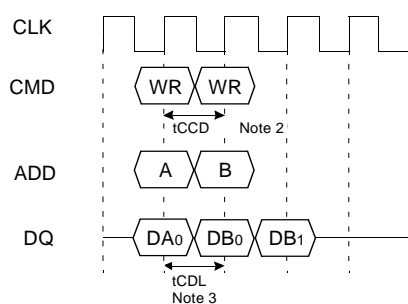 CLK
CMD WR WR
tCCD Note 2
ADD A B
DQ DA0 DB0 DB1
tCDL
Note 3